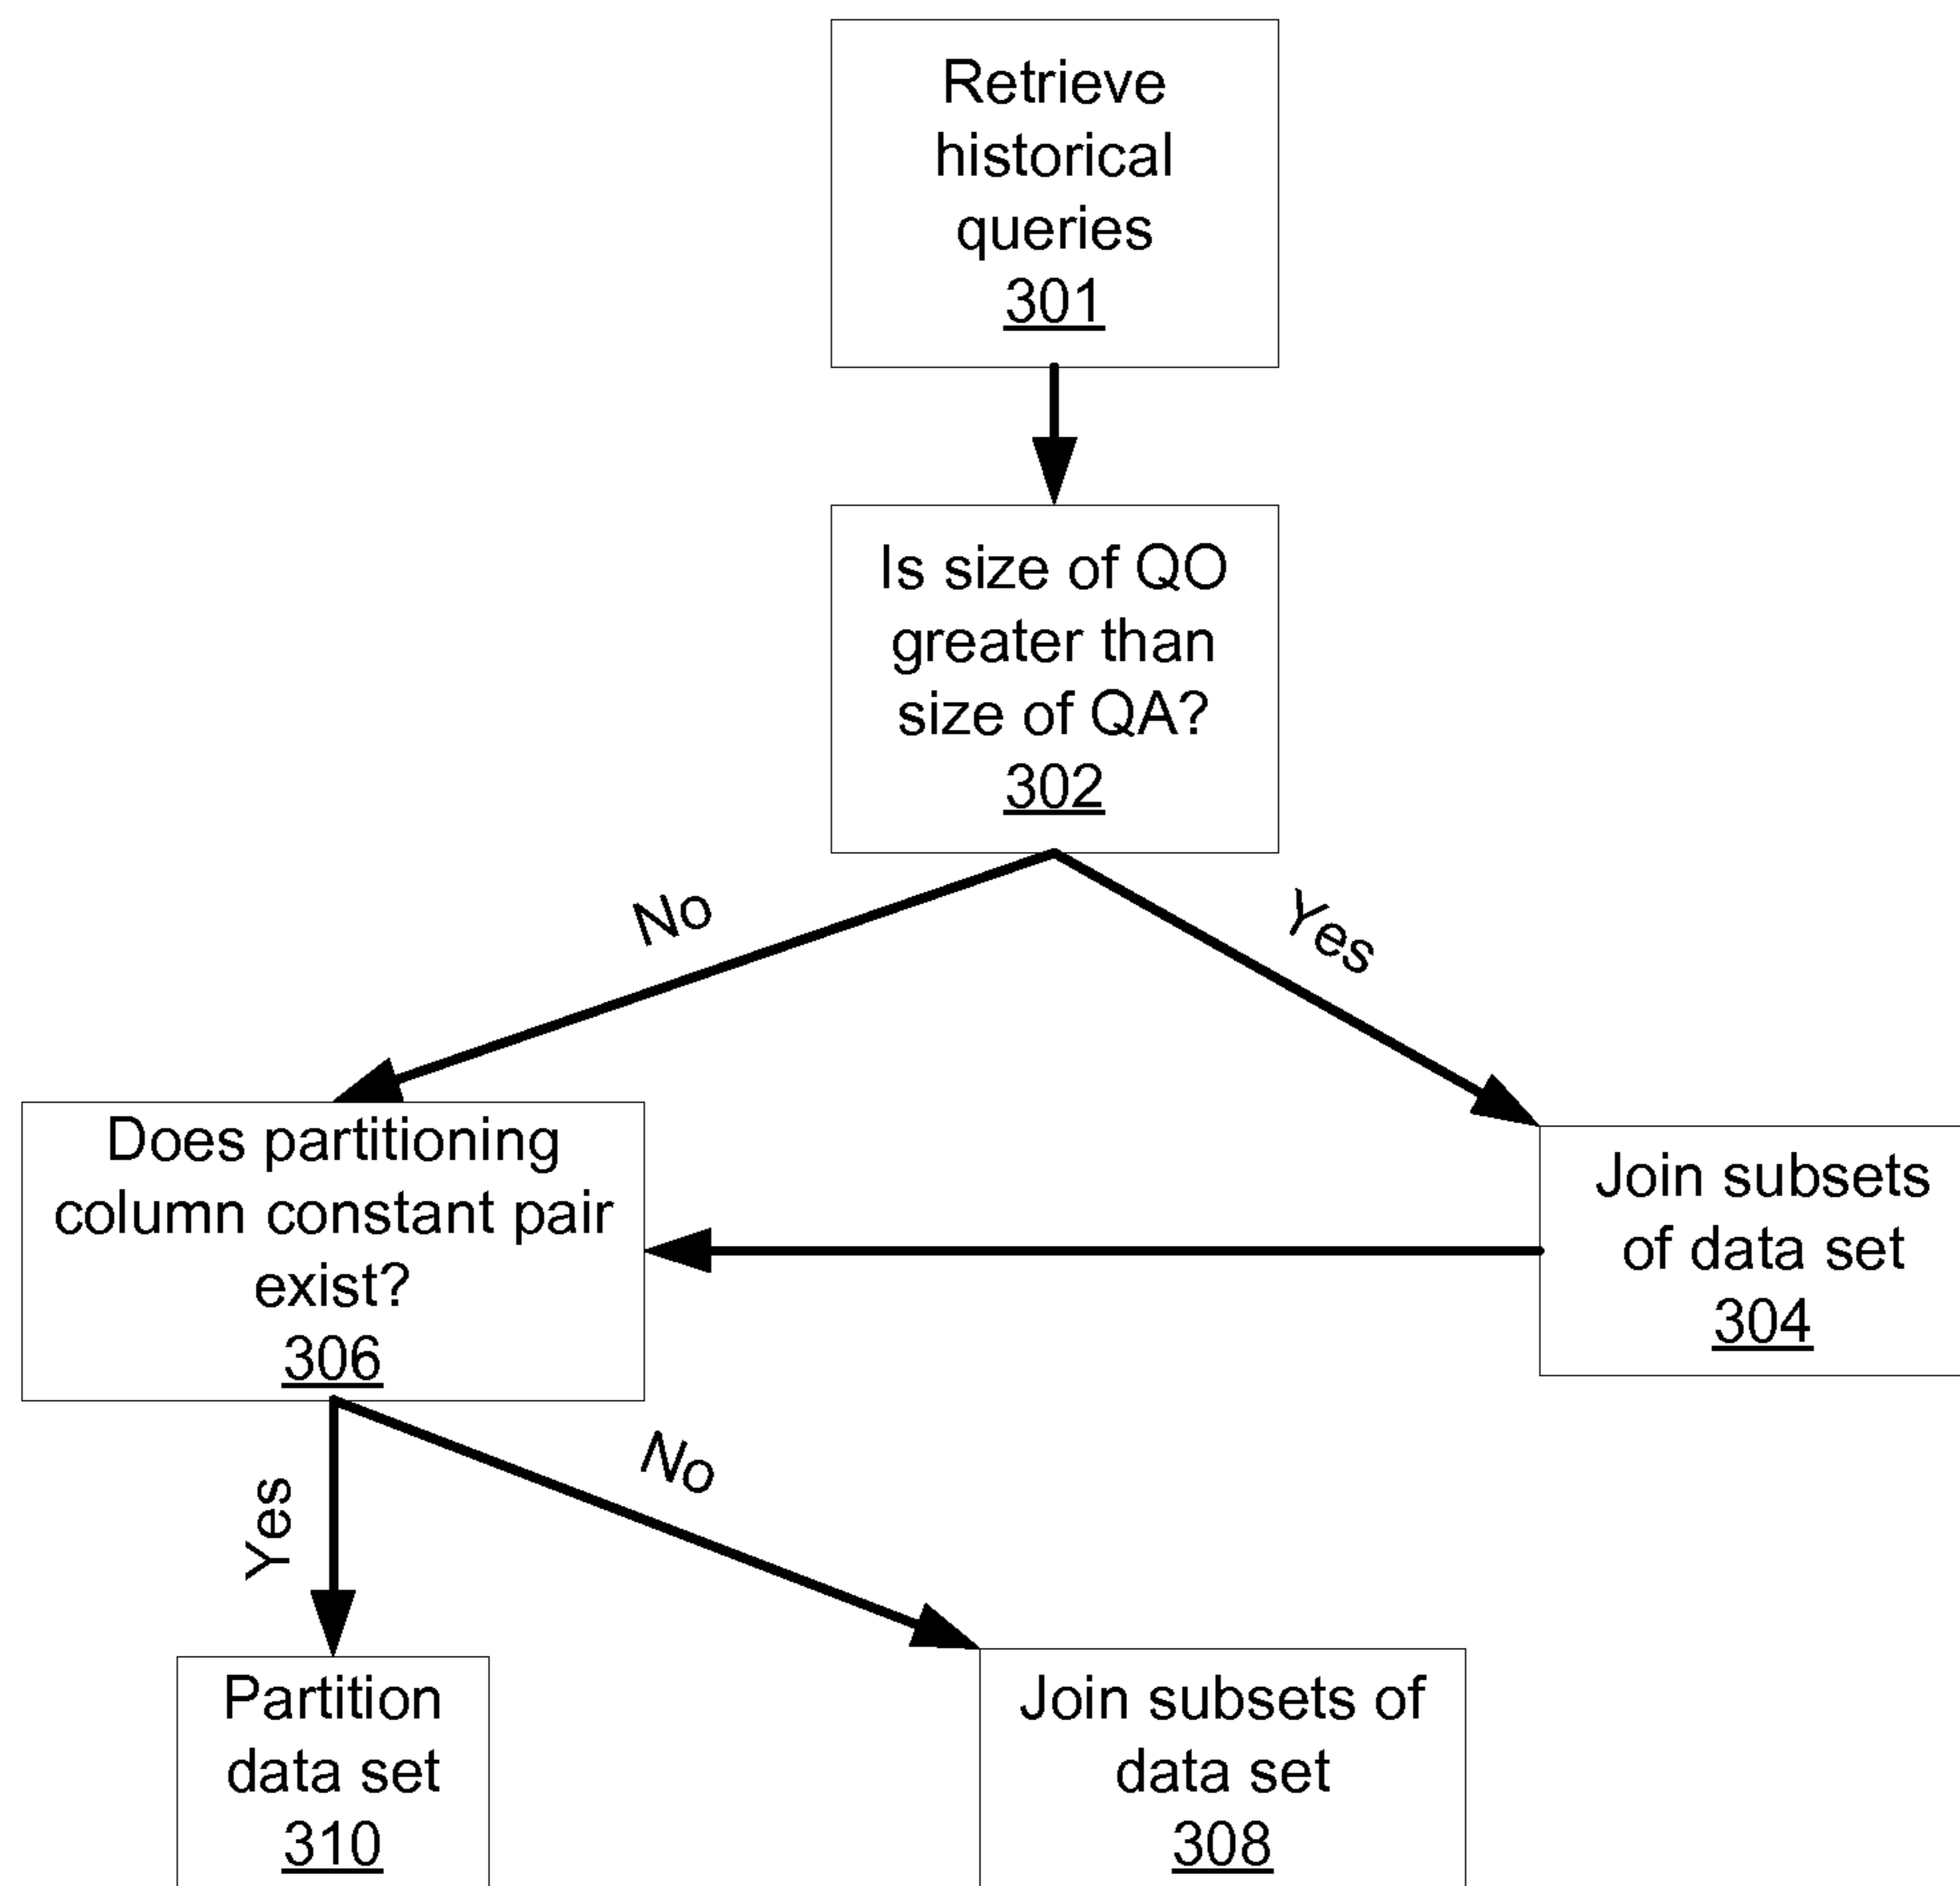 Retrieve
historical
queries
301
Is size of QO
greater than
size of QA?
302
No
Yes
Does partitioning
column constant pair
exist?
306
Join subsets
of data set
304
Yes
No
Partition
data set
310
Join subsets of
data set
308